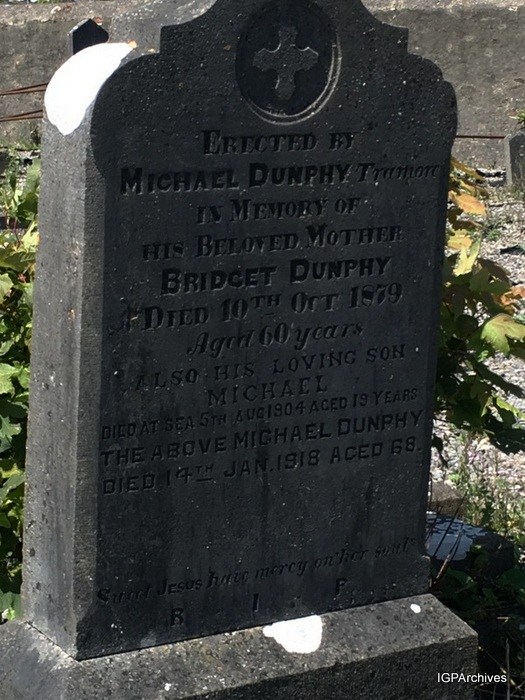 ERECTED BY
MICHAEL DUNPHY Tramore
IN MEMORY OF
HIS BELOVED MOTHER
BRIDGET DUNPHY
DIED 10TH OCT 1879
Aged 60 years
ALSO HIS LOVING SON
MICHAEL
DIED AT SEA 5TH AUG 1904 AGED 19 YEARS
THE ABOVE MICHAEL DUNPHY
DIED 14TH JAN. 1918 AGED 68.
Sweet Jesus have mercy on her soul
R I P
IGPArchives